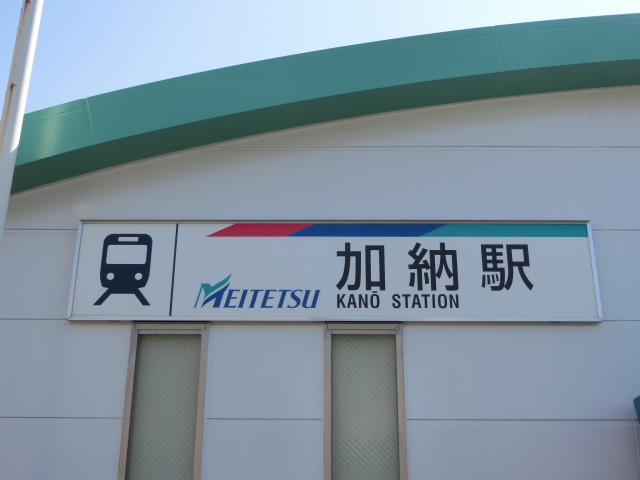 MEITETSU
加納駅
KANŌ STATION